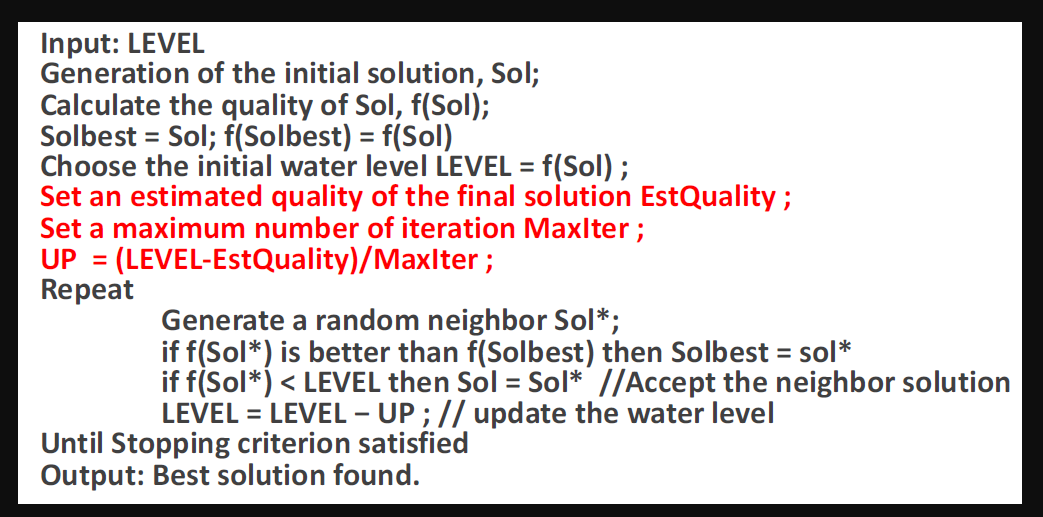 Input: LEVEL
Generation of the initial solution, Sol;
Calculate the quality of Sol, f(Sol);
Solbest = Sol; f(Solbest) = f(Sol)
Choose the initial water level LEVEL = f(Sol) ;
Set an estimated quality of the final solution EstQuality ;
Set a maximum number of iteration MaxIter ;
UP  = (LEVEL-EstQuality)/MaxIter ;
Repeat
Generate a random neighbor Sol*;
if f(Sol*) is better than f(Solbest) then Solbest = sol*
if f(Sol*) < LEVEL then Sol = Sol*  //Accept the neighbor solution
LEVEL = LEVEL – UP ; // update the water level
Until Stopping criterion satisfied
Output: Best solution found.